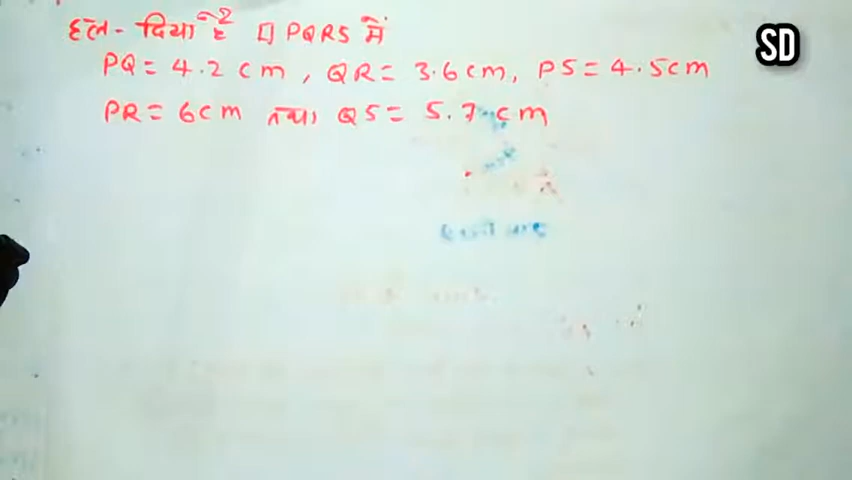 हल - दिया है □ PQRS में
PQ = 4.2 cm, QR = 3.6 cm, PS = 4.5 cm
PR = 6 cm तथा QS = 5.7 cm
SD